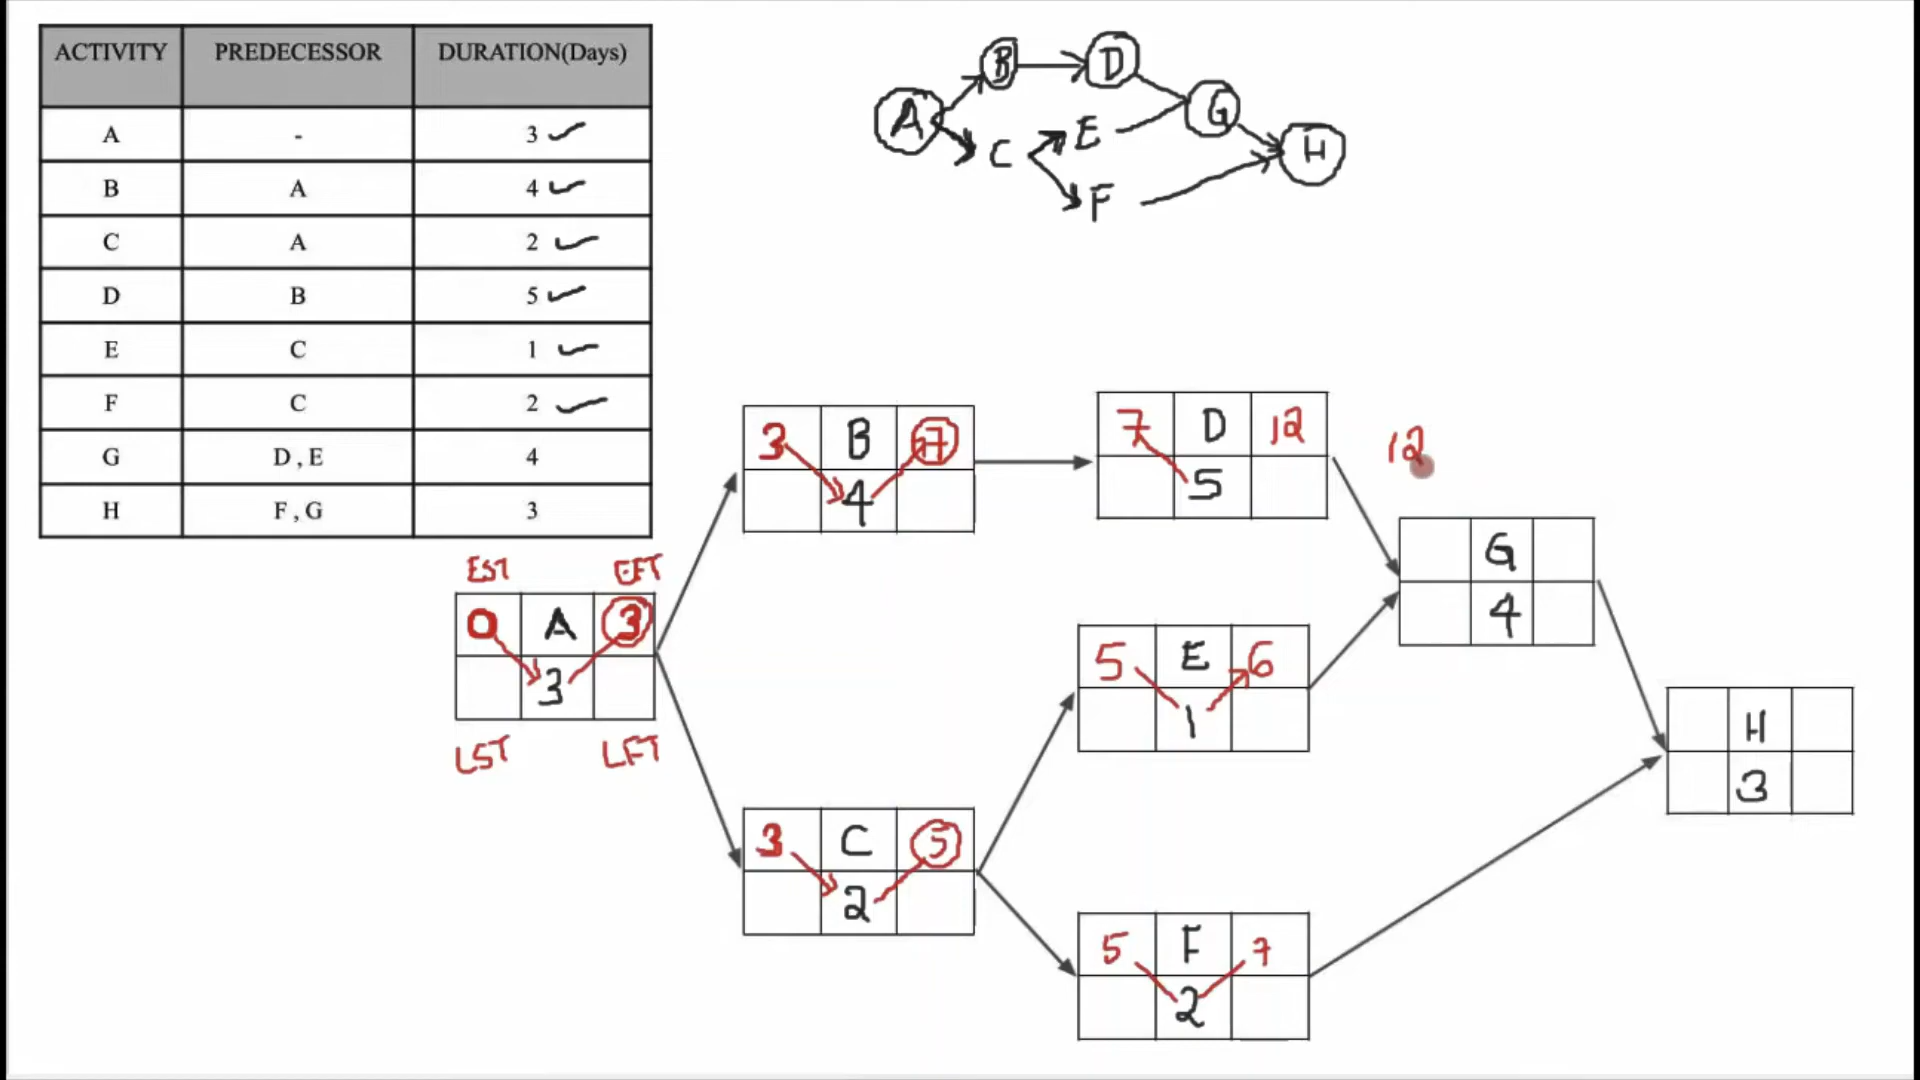 ACTIVITY PREDECESSOR DURATION(Days)
A - 3
B A 4
C A 2
D B 5
E C 1
F C 2
G D , E 4
H F , G 3
B D
A G
C E H
F
3 B 7
4
7 D 12
5
12
G
4
EST EFT
0 A 3
3
LST LFT
5 E 6
1
H
3
3 C 5
2
5 F 7
2